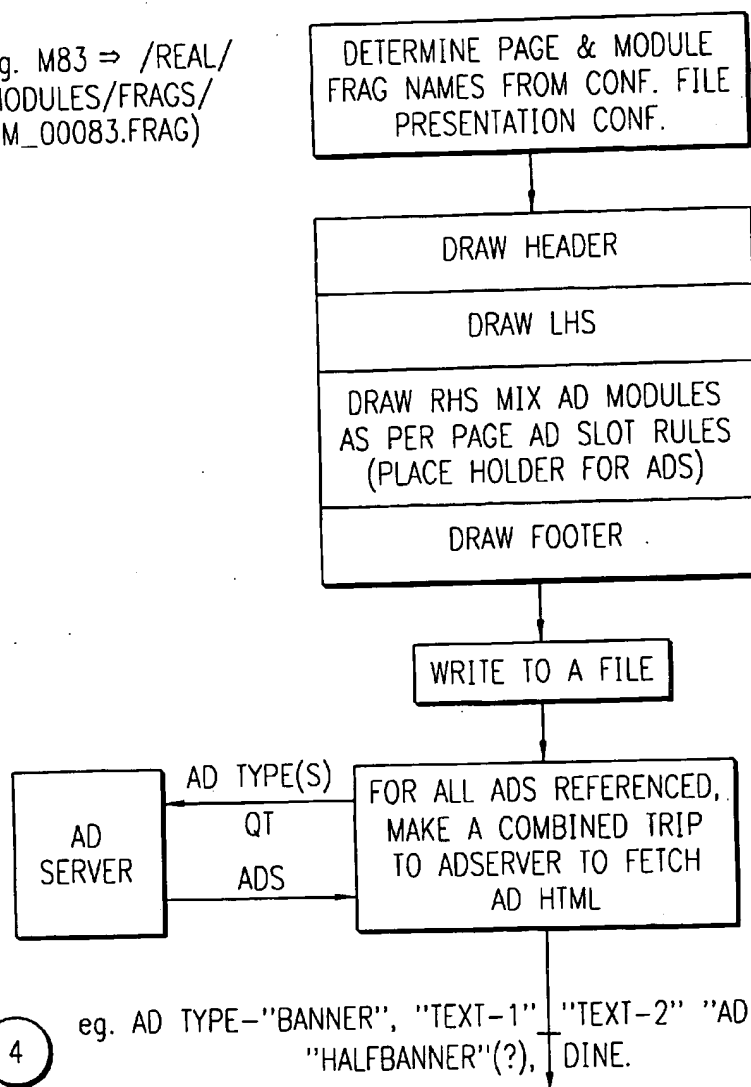 g. M83 ⇒ /REAL/
MODULES/FRAGS/
M_00083.FRAG)
DETERMINE PAGE & MODULE
FRAG NAMES FROM CONF. FILE
PRESENTATION CONF.
DRAW HEADER
DRAW LHS
DRAW RHS MIX AD MODULES
AS PER PAGE AD SLOT RULES
(PLACE HOLDER FOR ADS)
DRAW FOOTER
WRITE TO A FILE
AD
SERVER
AD TYPE(S)
QT
ADS
FOR ALL ADS REFERENCED,
MAKE A COMBINED TRIP
TO ADSERVER TO FETCH
AD HTML
4
eg. AD TYPE-"BANNER", "TEXT-1" "TEXT-2" "AD
"HALFBANNER"(?), DINE.